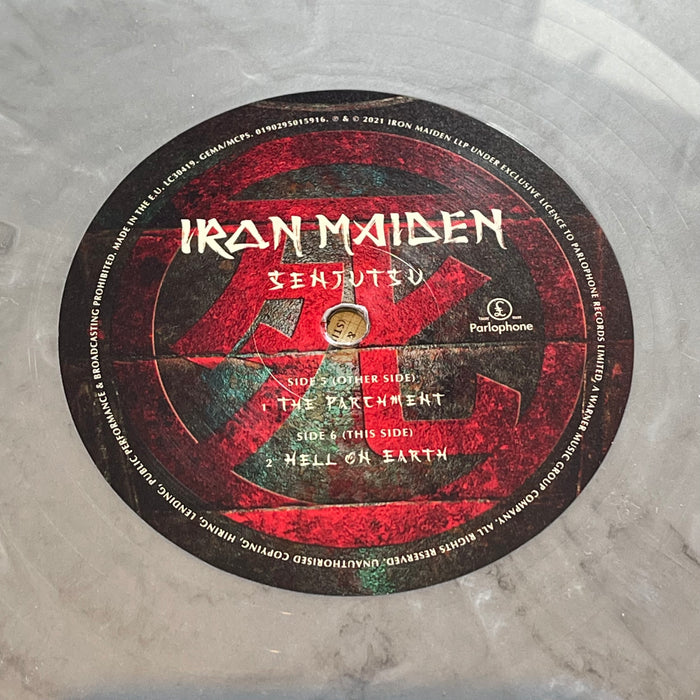 IRON MAIDEN
SENJUTSU
Parlophone
SIDE 5 (OTHER SIDE)
1 THE PARCHMENT
SIDE 6 (THIS SIDE)
2 HELL ON EARTH
℗ & © 2021 IRON MAIDEN LLP UNDER EXCLUSIVE LICENCE TO PARLOPHONE RECORDS LIMITED, A WARNER MUSIC GROUP COMPANY. ALL RIGHTS RESERVED. UNAUTHORISED COPYING, HIRING, LENDING, PUBLIC PERFORMANCE & BROADCASTING PROHIBITED. MADE IN THE E.U. LC30419. GEMA/MCPS. 0190295015916.
死